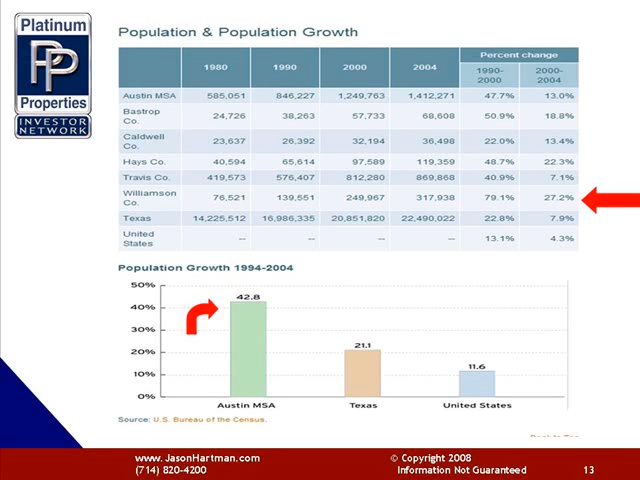 Platinum
PP
Properties
INVESTOR
NETWORK
Population & Population Growth
Percent change
1980 1990 2000 2004 1990-2000 2000-2004
Austin MSA 585,051 846,227 1,249,763 1,412,271 47.7% 13.0%
Bastrop Co. 24,726 38,263 57,733 68,608 50.9% 18.8%
Caldwell Co. 23,637 26,392 32,194 36,498 22.0% 13.4%
Hays Co. 40,594 65,614 97,589 119,359 48.7% 22.3%
Travis Co. 419,573 576,407 812,280 869,868 40.9% 7.1%
Williamson Co. 76,521 139,551 249,967 317,938 79.1% 27.2%
Texas 14,225,512 16,986,335 20,851,820 22,490,022 22.8% 7.9%
United States -- -- -- -- 13.1% 4.3%
Population Growth 1994-2004
50%
40%
30%
20%
10%
0%
42.8
21.1
11.6
Austin MSA Texas United States
Source: U.S. Bureau of the Census.
www.JasonHartman.com
(714) 820-4200
© Copyright 2008
Information Not Guaranteed
13